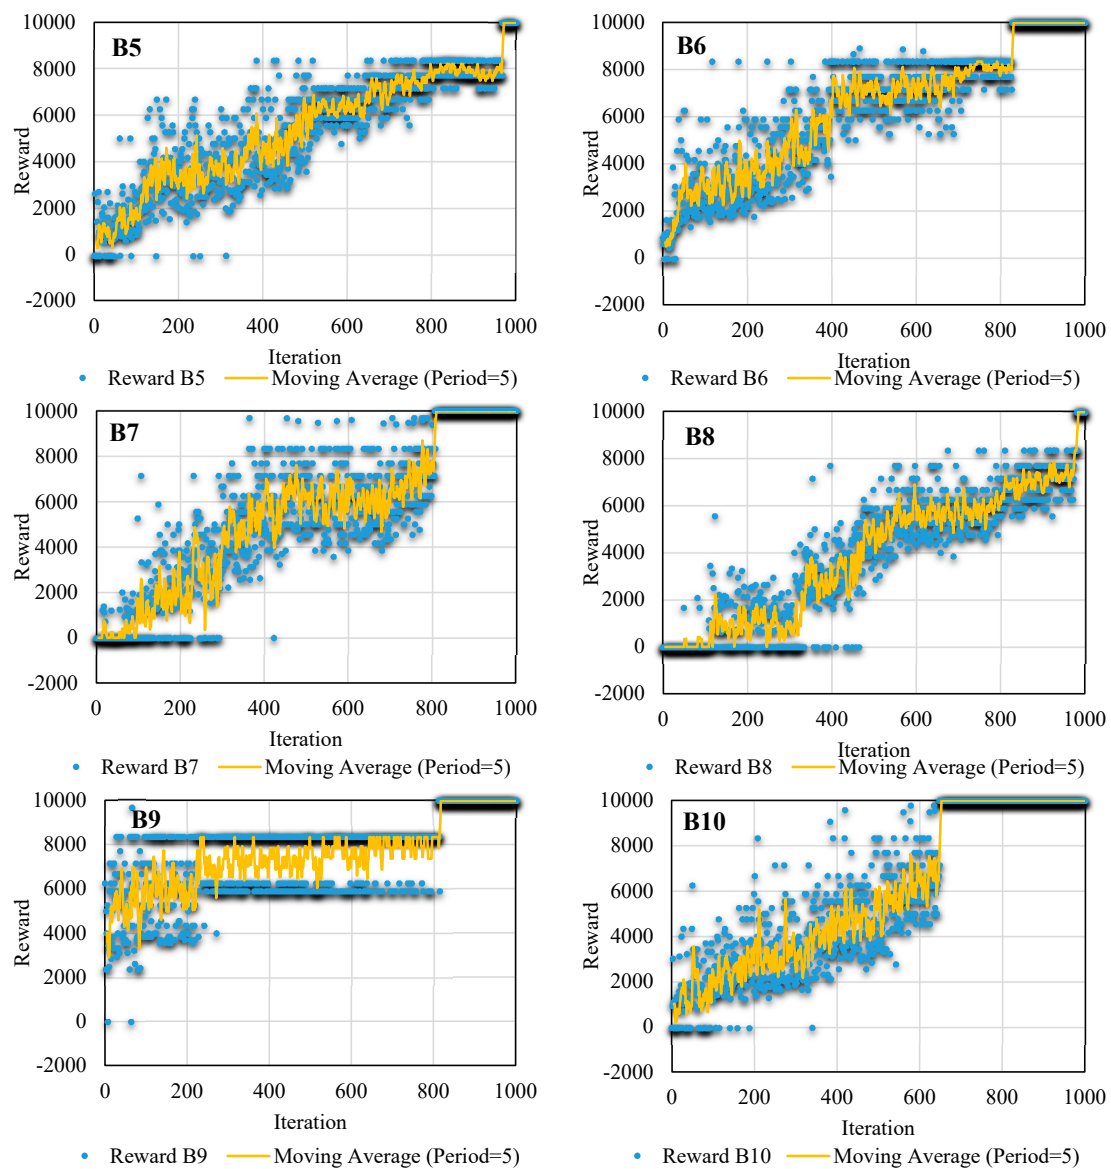 10000
8000
6000
4000
2000
0
-2000
Reward
B5
0 200 400 600 800 1000
Iteration
Reward B5 Moving Average (Period=5)
10000
8000
6000
4000
2000
0
-2000
Reward
B6
0 200 400 600 800 1000
Iteration
Reward B6 Moving Average (Period=5)
10000
8000
6000
4000
2000
0
-2000
Reward
B7
0 200 400 600 800 1000
Iteration
Reward B7 Moving Average (Period=5)
10000
8000
6000
4000
2000
0
-2000
Reward
B8
0 200 400 600 800 1000
Iteration
Reward B8 Moving Average (Period=5)
10000
8000
6000
4000
2000
0
-2000
Reward
B9
0 200 400 600 800 1000
Iteration
Reward B9 Moving Average (Period=5)
10000
8000
6000
4000
2000
0
-2000
Reward
B10
0 200 400 600 800 1000
Iteration
Reward B10 Moving Average (Period=5)